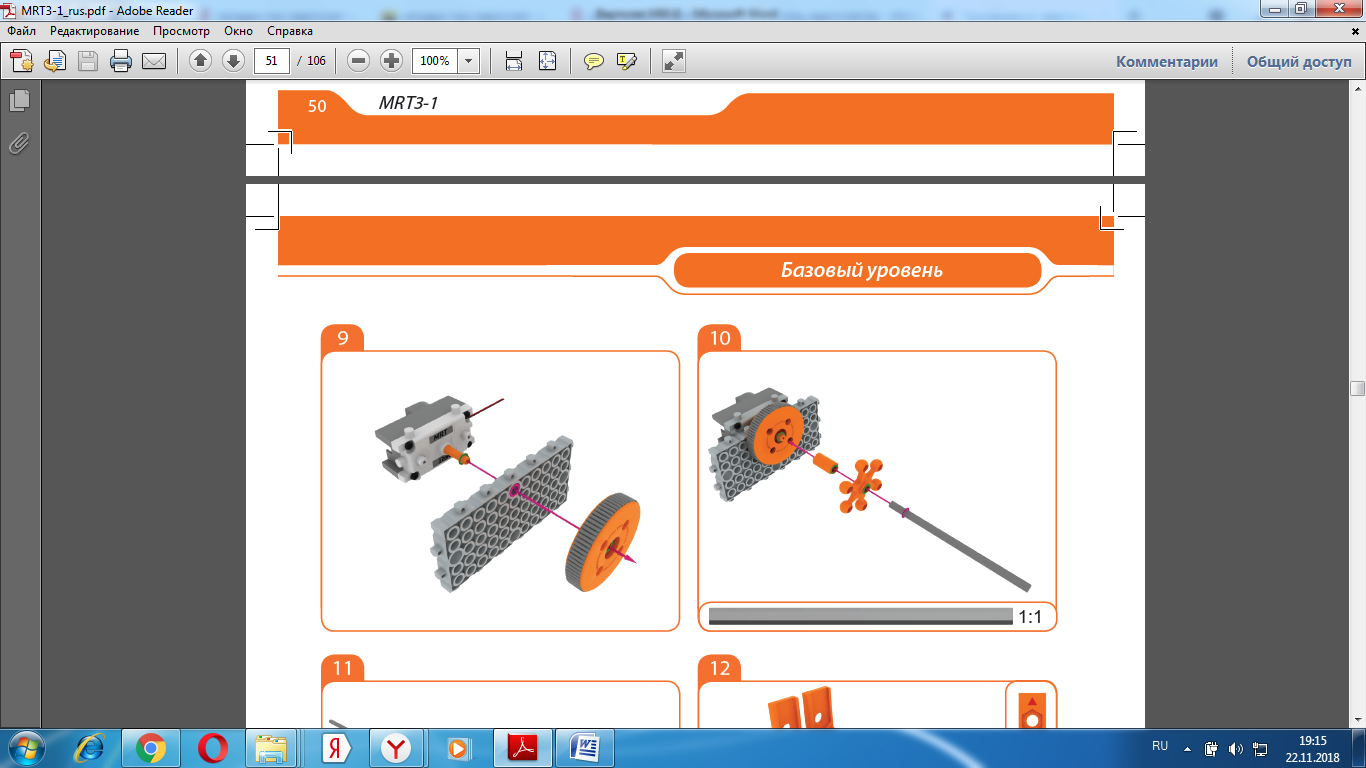 MRT3-1_rus.pdf - Adobe Reader
Файл Редактирование Просмотр Окно Справка
51 / 106 100% Комментарии Общий доступ
50 MRT3-1
Базовый уровень
9 10
MRT
1:1
11 12
RU 19:15
22.11.2018